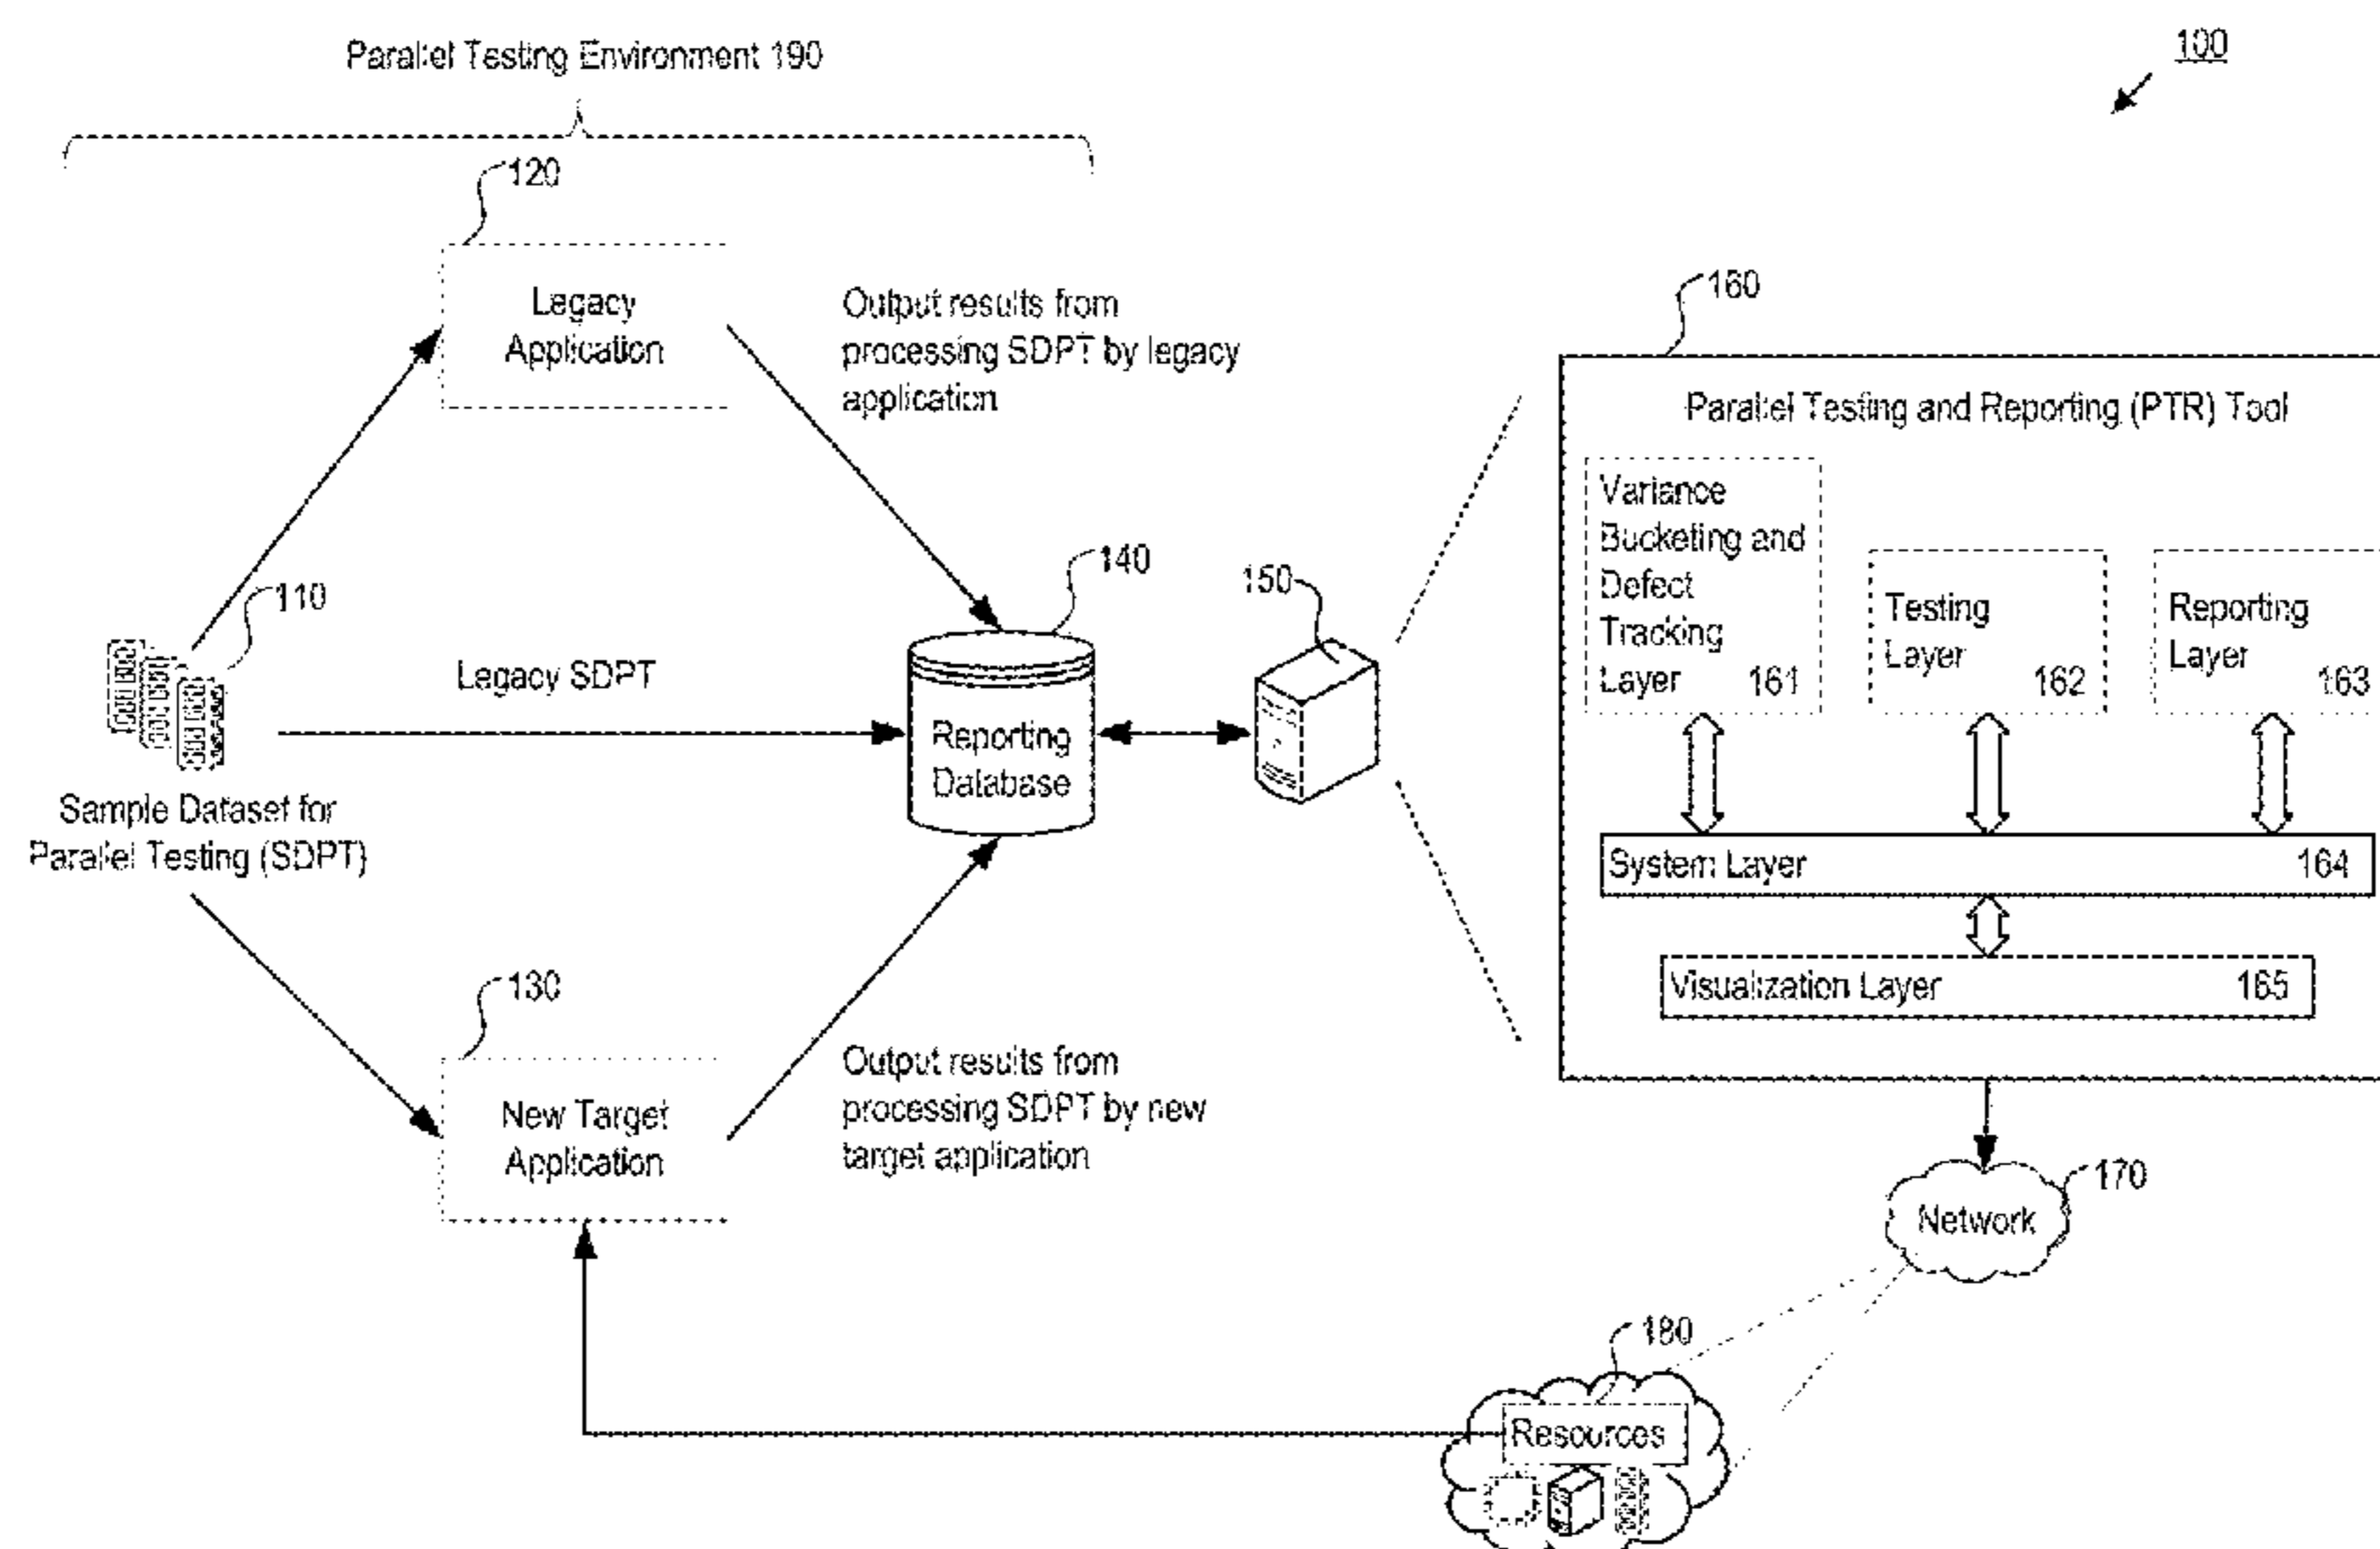 Parallel Testing Environment 190
100
120
Legacy
Application
Output results from
processing SDPT by legacy
application
160
Parallel Testing and Reporting (PTR) Tool
Variance
Bucketing and
Defect
Tracking
Layer 161
Testing
Layer 162
Reporting
Layer 163
110
Legacy SDPT
140
Reporting
Database
150
Sample Dataset for
Parallel Testing (SDPT)
System Layer 164
Visualization Layer 165
130
New Target
Application
Output results from
processing SDPT by new
target application
170
Network
180
Resources